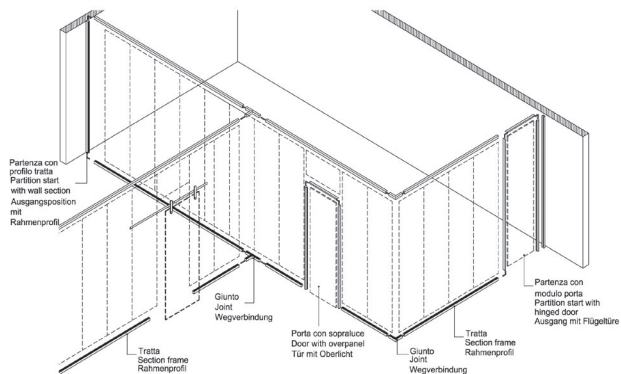 Partenza con
profilo tratta
Partition start
with wall section
Ausgangsposition
mit
Rahmenprofil
Giunto
Joint
Wegverbindung
Tratta
Section frame
Rahmenprofil
Porta con sopraluce
Door with overpanel
Tür mit Oberlicht
Giunto
Joint
Wegverbindung
Tratta
Section frame
Rahmenprofil
Partenza con
modulo porta
Partition start with
hinged door
Ausgang mit Flügeltüre